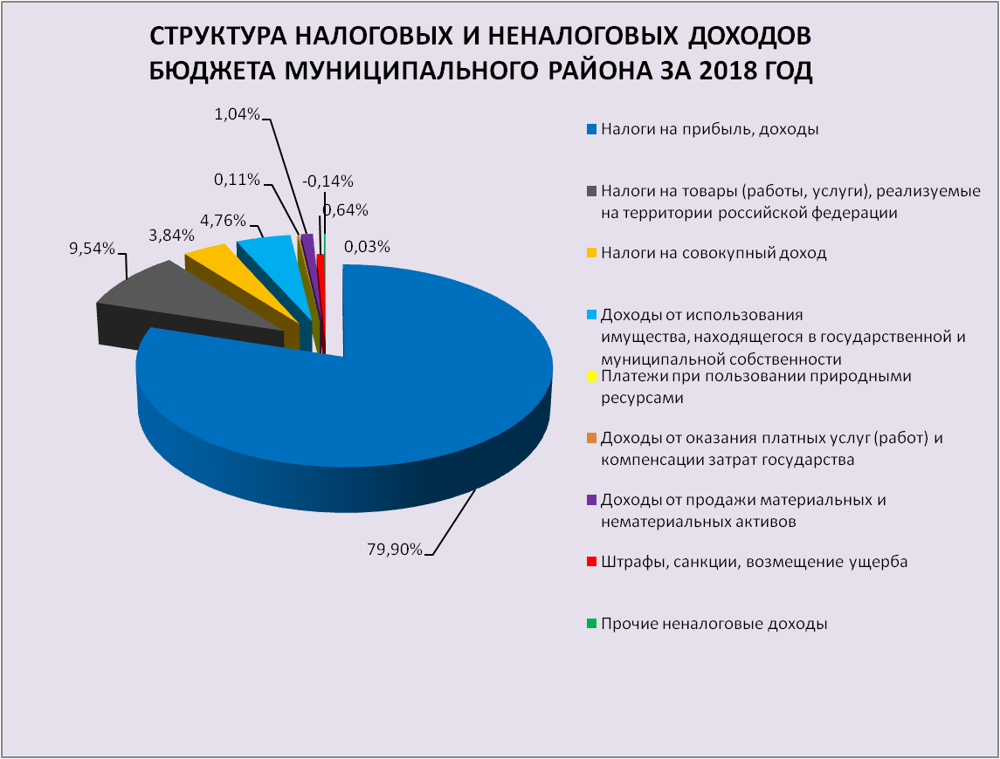 СТРУКТУРА НАЛОГОВЫХ И НЕНАЛОГОВЫХ ДОХОДОВ
БЮДЖЕТА МУНИЦИПАЛЬНОГО РАЙОНА ЗА 2018 ГОД
1,04%
0,11%
-0,14%
0,64%
4,76%
3,84%
9,54%
0,03%
79,90%
Налоги на прибыль, доходы
Налоги на товары (работы, услуги), реализуемые
на территории российской федерации
Налоги на совокупный доход
Доходы от использования
имущества, находящегося в государственной и
муниципальной собственности
Платежи при пользовании природными
ресурсами
Доходы от оказания платных услуг (работ) и
компенсации затрат государства
Доходы от продажи материальных и
нематериальных активов
Штрафы, санкции, возмещение ущерба
Прочие неналоговые доходы